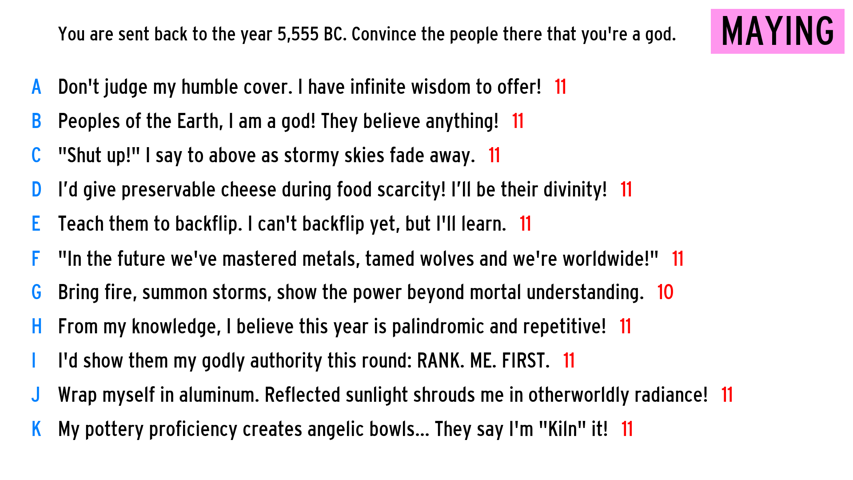 You are sent back to the year 5,555 BC. Convince the people there that you're a god.
MAYING
A Don't judge my humble cover. I have infinite wisdom to offer! 11
B Peoples of the Earth, I am a god! They believe anything! 11
C "Shut up!" I say to above as stormy skies fade away. 11
D I’d give preservable cheese during food scarcity! I’ll be their divinity! 11
E Teach them to backflip. I can't backflip yet, but I'll learn. 11
F "In the future we've mastered metals, tamed wolves and we're worldwide!" 11
G Bring fire, summon storms, show the power beyond mortal understanding. 10
H From my knowledge, I believe this year is palindromic and repetitive! 11
I I'd show them my godly authority this round: RANK. ME. FIRST. 11
J Wrap myself in aluminum. Reflected sunlight shrouds me in otherworldly radiance! 11
K My pottery proficiency creates angelic bowls... They say I'm "Kiln" it! 11